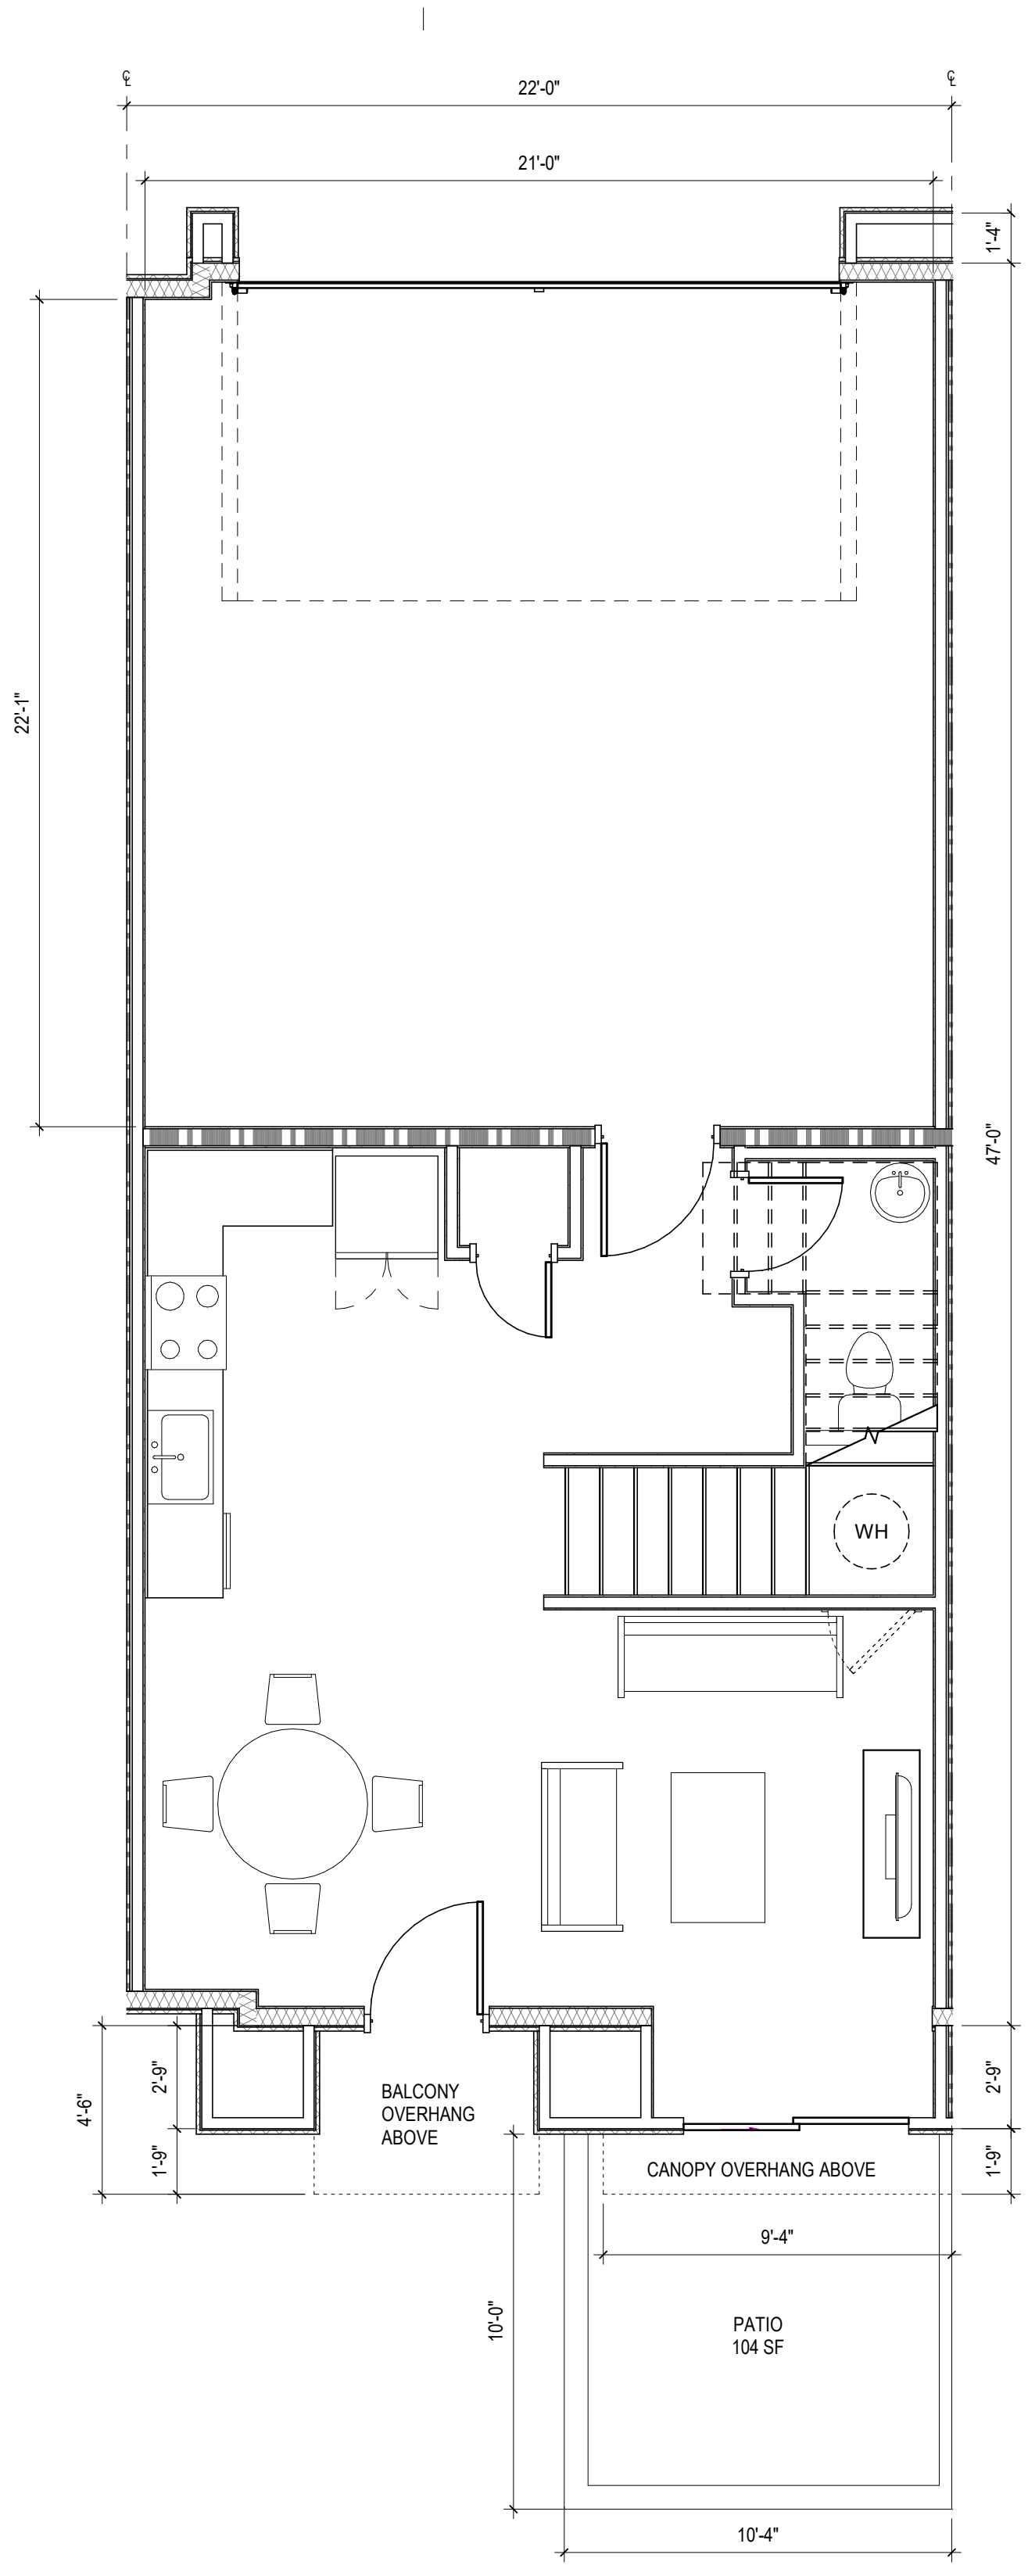 ℄
℄
22'-0"
21'-0"
1'-4"
22'-1"
47'-0"
WH
BALCONY
OVERHANG
ABOVE
4'-6"
2'-9"
1'-9"
2'-9"
1'-9"
CANOPY OVERHANG ABOVE
9'-4"
10'-0"
PATIO
104 SF
10'-4"